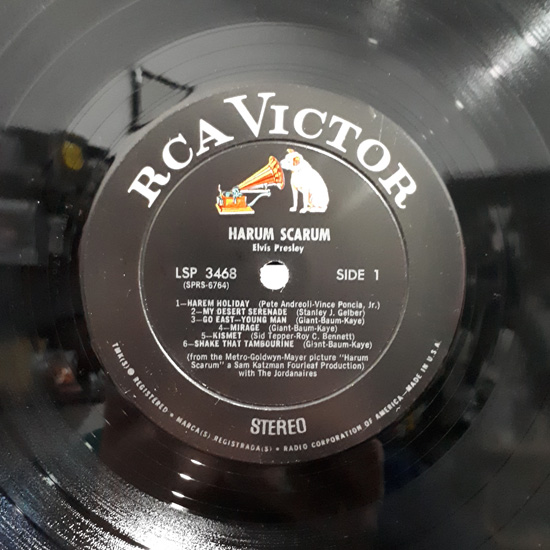 RCA VICTOR
HARUM SCARUM
Elvis Presley
LSP 3468
(SPRS-6764)
SIDE 1
1—HAREM HOLIDAY (Pete Andreoli-Vince Poncia, Jr.)
2—MY DESERT SERENADE (Stanley J. Gelber)
3—GO EAST—YOUNG MAN (Giant-Baum-Kaye)
4—MIRAGE (Giant-Baum-Kaye)
5—KISMET (Sid Tepper-Roy C. Bennett)
6—SHAKE THAT TAMBOURINE (Giant-Baum-Kaye)
(from the Metro-Goldwyn-Mayer picture "Harum
Scarum" a Sam Katzman Fourleaf Production)
with The Jordanaires
STEREO
TMK(S) ® REGISTERED • MARCA(S) REGISTRADA(S) • RADIO CORPORATION OF AMERICA—MADE IN U.S.A.